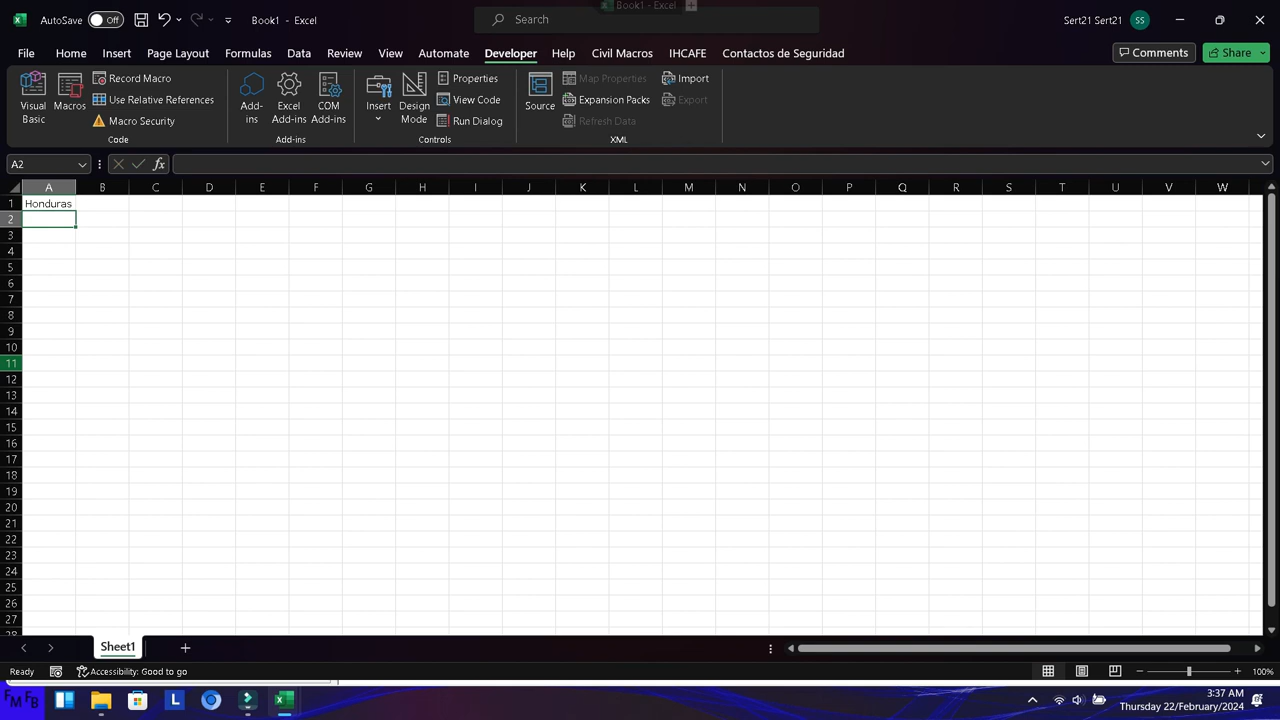 Book1 - Excel
AutoSave Off
Book1 - Excel
Search
Sert21 Sert21 SS
File Home Insert Page Layout Formulas Data Review View Automate Developer Help Civil Macros IHCAFE Contactos de Seguridad
Comments Share
Visual Basic
Macros
Record Macro
Use Relative References
Macro Security
Code
Add-ins
Excel Add-ins
COM Add-ins
Add-ins
Insert
Design Mode
Properties
View Code
Run Dialog
Controls
Source
Map Properties
Expansion Packs
Refresh Data
Import
Export
XML
A2 fx
A B C D E F G H I J K L M N O P Q R S T U V W
1 Honduras
2
3
4
5
6
7
8
9
10
11
12
13
14
15
16
17
18
19
20
21
22
23
24
25
26
27
28
Sheet1
Ready Accessibility: Good to go 100%
FM FB L 3:37 AM
Thursday 22/February/2024